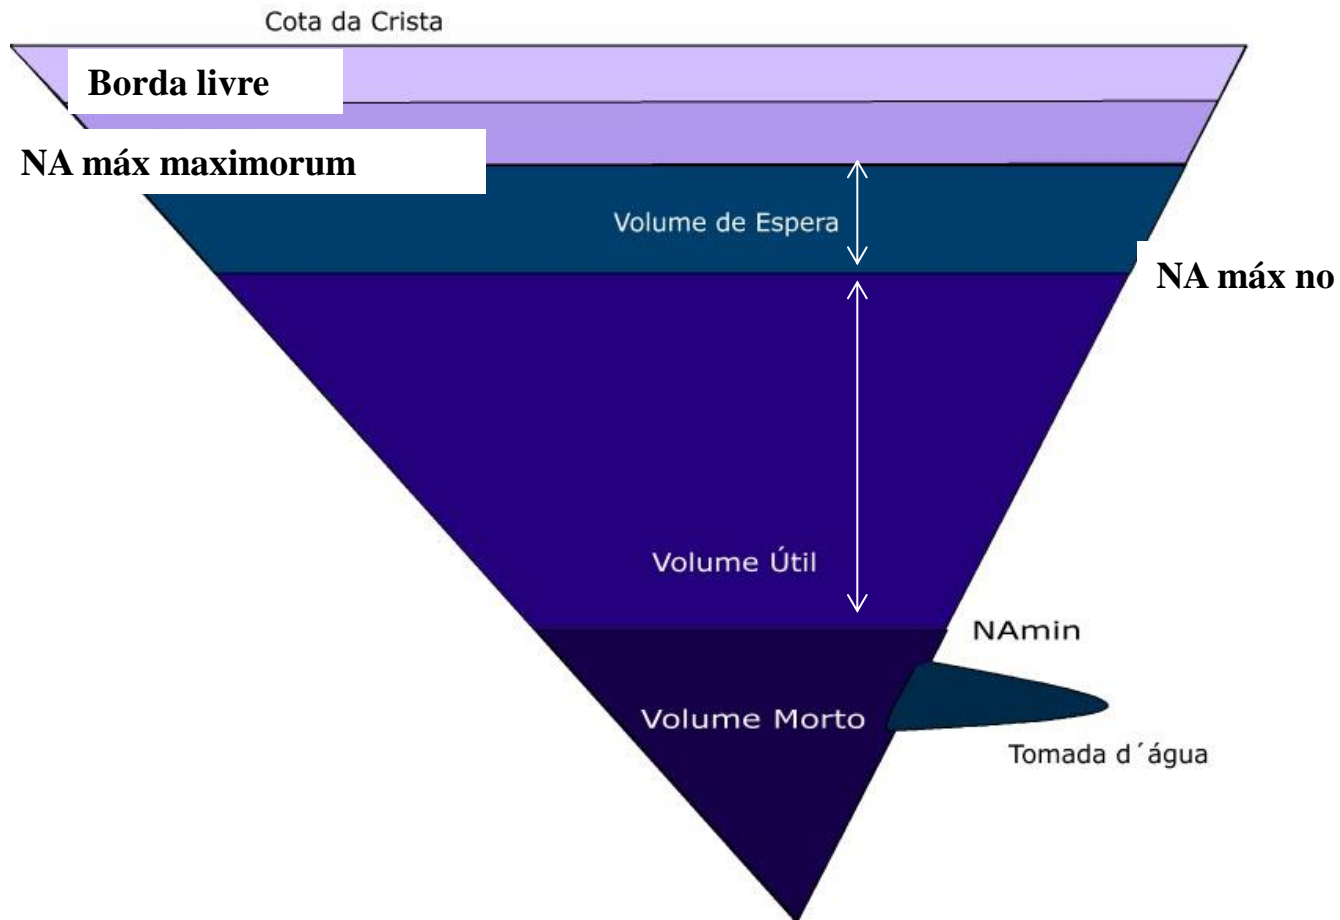 Cota da Crista
Borda livre
NA máx maximorum
Volume de Espera
NA máx no
Volume Útil
NAmin
Volume Morto
Tomada d´água